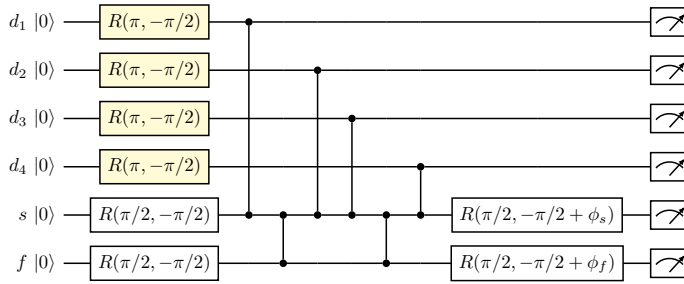 d₁ |0⟩ R(π, −π/2)
d₂ |0⟩ R(π, −π/2)
d₃ |0⟩ R(π, −π/2)
d₄ |0⟩ R(π, −π/2)
s |0⟩ R(π/2, −π/2) R(π/2, −π/2 + ϕₛ)
f |0⟩ R(π/2, −π/2) R(π/2, −π/2 + ϕ_f)